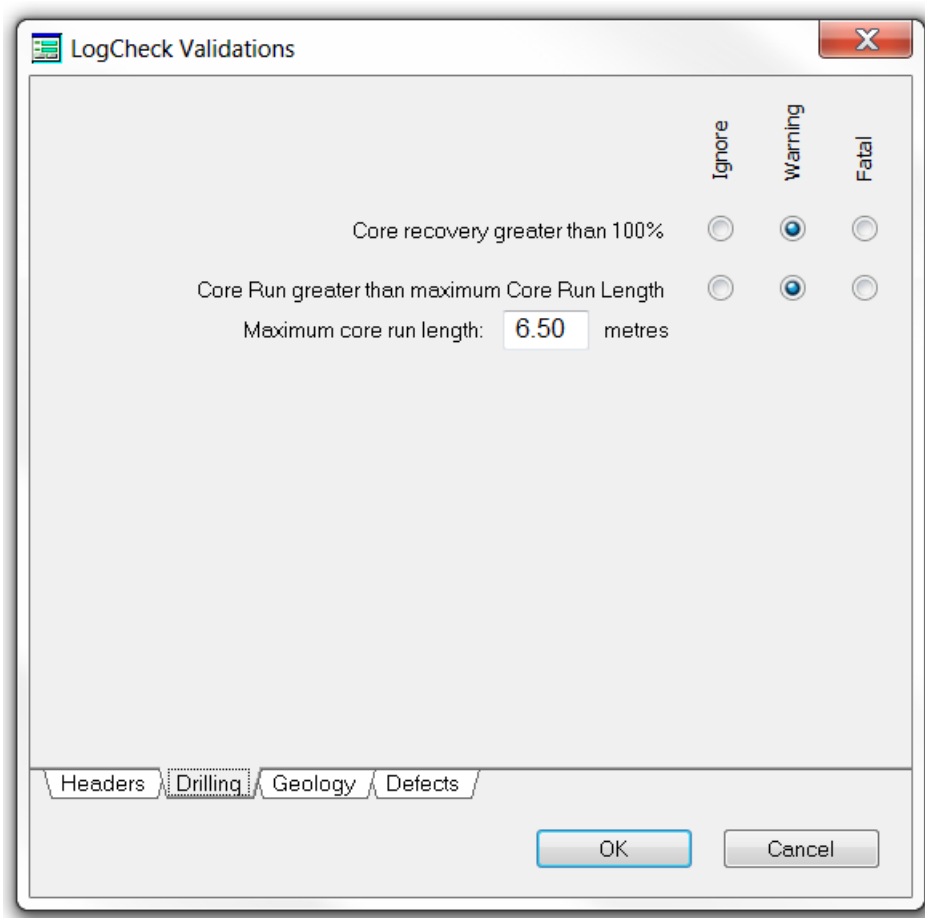 LogCheck Validations
Ignore
Warning
Fatal
Core recovery greater than 100%
Core Run greater than maximum Core Run Length
Maximum core run length: 6.50 metres
Headers Drilling Geology Defects
OK Cancel